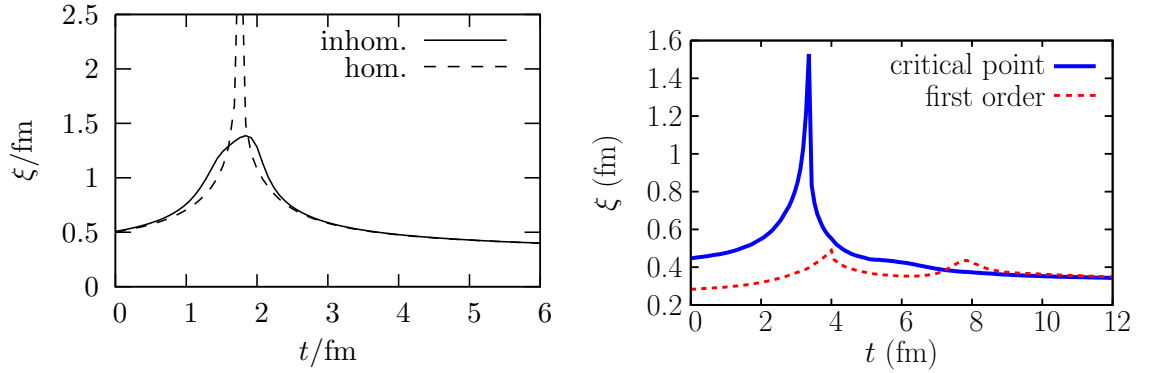 ξ/fm
2.5
2
1.5
1
0.5
0
0 1 2 3 4 5 6
t/fm
inhom.
hom.
ξ (fm)
1.6
1.4
1.2
1
0.8
0.6
0.4
0.2
0 2 4 6 8 10 12
t (fm)
critical point
first order